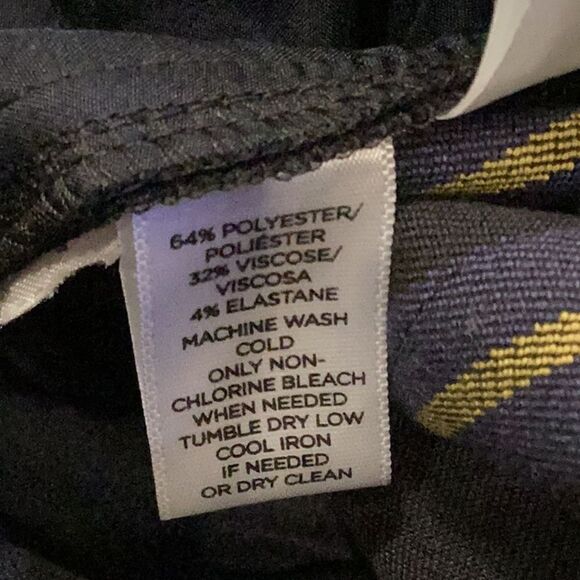 64% POLYESTER/
POLIÉSTER
32% VISCOSE/
VISCOSA
4% ELASTANE
MACHINE WASH
COLD
ONLY NON-
CHLORINE BLEACH
WHEN NEEDED
TUMBLE DRY LOW
COOL IRON
IF NEEDED
OR DRY CLEAN